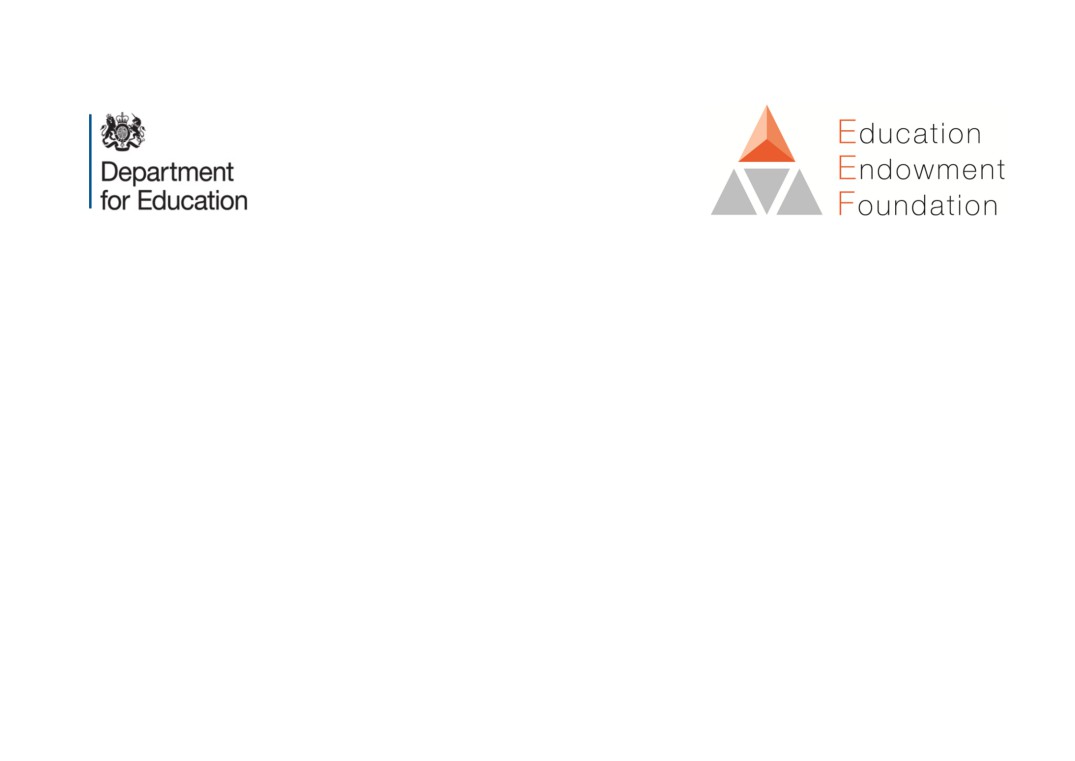 Department
for Education
Education
Endowment
Foundation